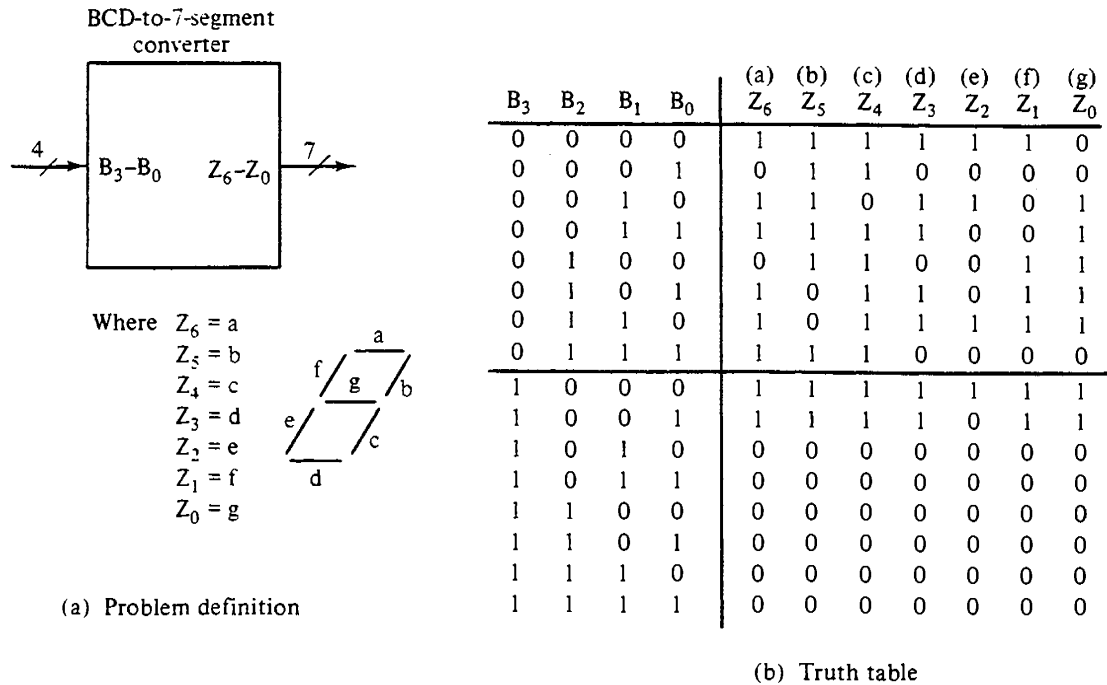 BCD-to-7-segment
converter
4
B3–B0 Z6–Z0
7
Where Z6 = a
Z5 = b
Z4 = c
Z3 = d
Z2 = e
Z1 = f
Z0 = g
a
f
g
b
e
c
d
(a) Problem definition
(a) (b) (c) (d) (e) (f) (g)
B3 B2 B1 B0 Z6 Z5 Z4 Z3 Z2 Z1 Z0
0 0 0 0 1 1 1 1 1 1 0
0 0 0 1 0 1 1 0 0 0 0
0 0 1 0 1 1 0 1 1 0 1
0 0 1 1 1 1 1 1 0 0 1
0 1 0 0 0 1 1 0 0 1 1
0 1 0 1 1 0 1 1 0 1 1
0 1 1 0 1 0 1 1 1 1 1
0 1 1 1 1 1 1 0 0 0 0
1 0 0 0 1 1 1 1 1 1 1
1 0 0 1 1 1 1 1 0 1 1
1 0 1 0 0 0 0 0 0 0 0
1 0 1 1 0 0 0 0 0 0 0
1 1 0 0 0 0 0 0 0 0 0
1 1 0 1 0 0 0 0 0 0 0
1 1 1 0 0 0 0 0 0 0 0
1 1 1 1 0 0 0 0 0 0 0
(b) Truth table